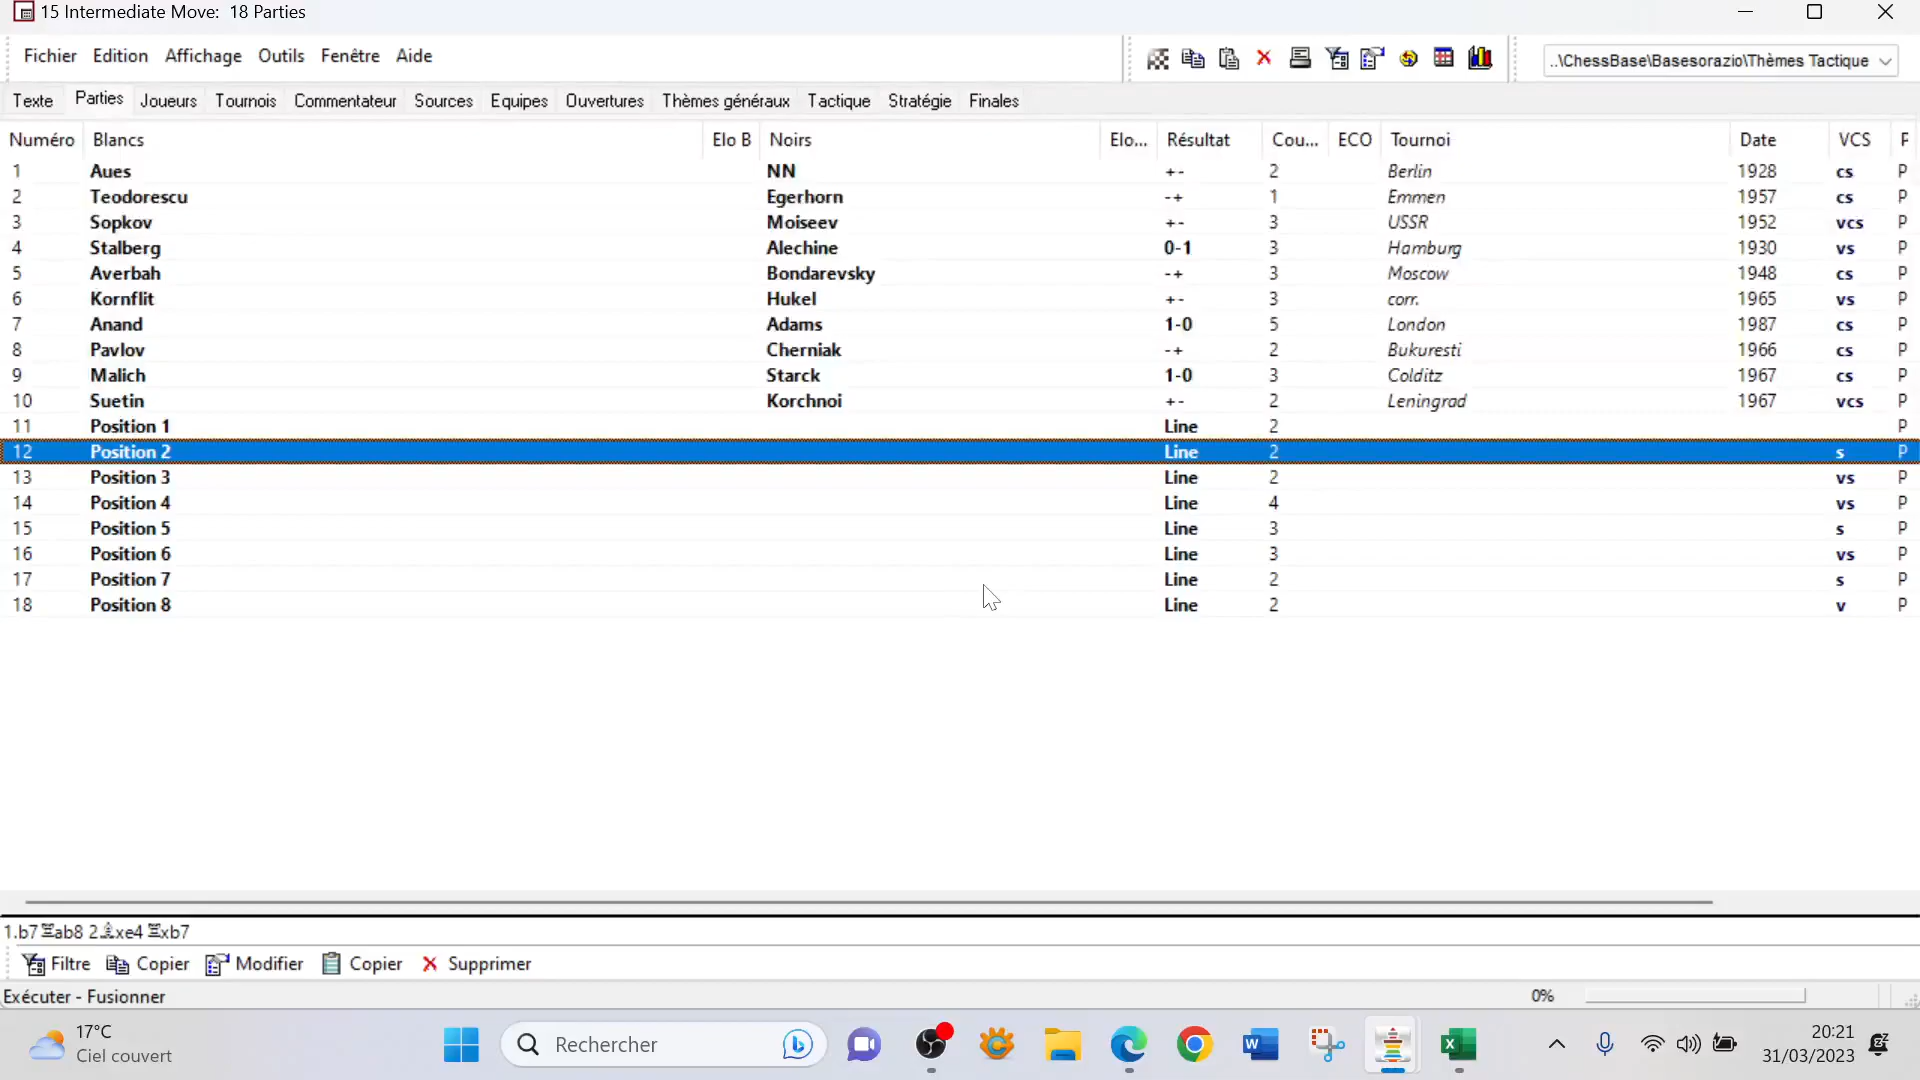 15 Intermediate Move: 18 Parties
Fichier Edition Affichage Outils Fenêtre Aide
..\ChessBase\Basesorazio\Thèmes Tactique
Texte Parties Joueurs Tournois Commentateur Sources Equipes Ouvertures Thèmes généraux Tactique Stratégie Finales
Numéro Blancs Elo B Noirs Elo... Résultat Cou... ECO Tournoi Date VCS P
1 Aues NN +- 2 Berlin 1928 cs P
2 Teodorescu Egerhorn -+ 1 Emmen 1957 cs P
3 Sopkov Moiseev +- 3 USSR 1952 vcs P
4 Stalberg Alechine 0-1 3 Hamburg 1930 vs P
5 Averbah Bondarevsky -+ 3 Moscow 1948 cs P
6 Kornflit Hukel +- 3 corr. 1965 vs P
7 Anand Adams 1-0 5 London 1987 cs P
8 Pavlov Cherniak -+ 2 Bukuresti 1966 cs P
9 Malich Starck 1-0 3 Colditz 1967 cs P
10 Suetin Korchnoi +- 2 Leningrad 1967 vcs P
11 Position 1 Line 2 P
12 Position 2 Line 2 s P
13 Position 3 Line 2 vs P
14 Position 4 Line 4 vs P
15 Position 5 Line 3 s P
16 Position 6 Line 3 vs P
17 Position 7 Line 2 s P
18 Position 8 Line 2 v P
1.b7 ♖ab8 2.♗xe4 ♖xb7
Filtre Copier Modifier Copier Supprimer
Exécuter - Fusionner 0%
17°C
Ciel couvert
Rechercher
20:21
31/03/2023